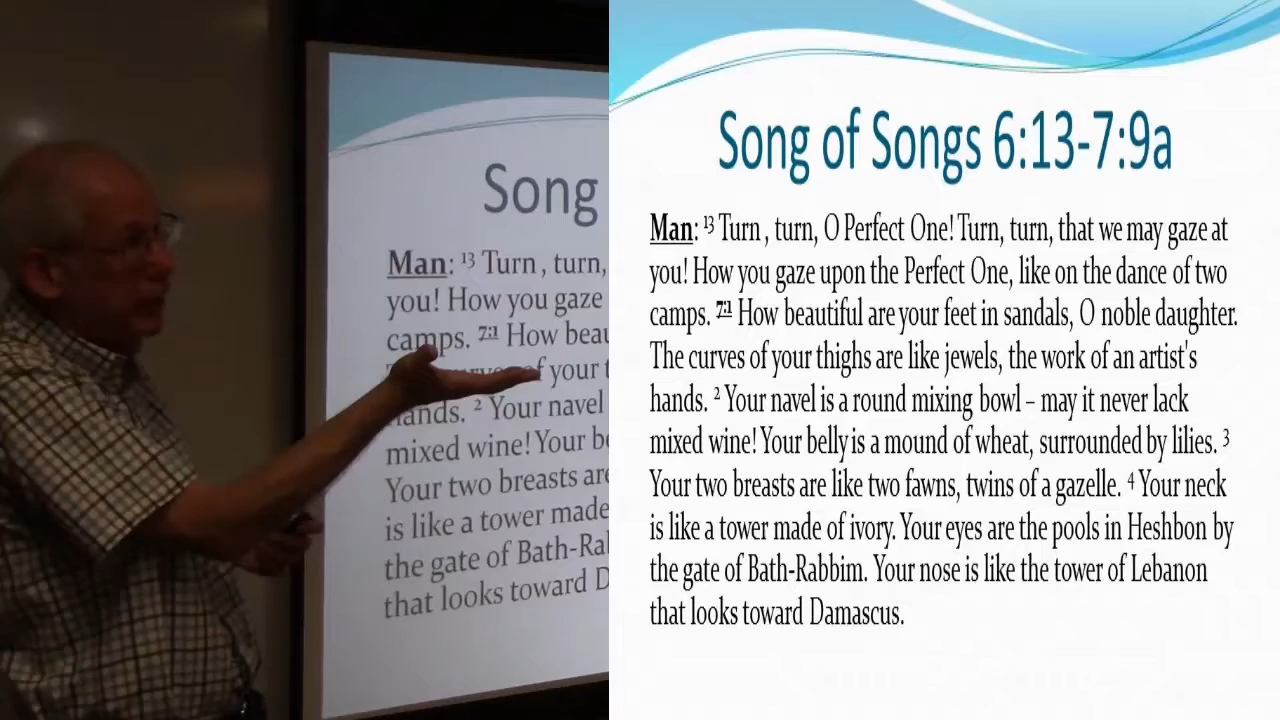 Song
Man: ¹³ Turn , turn,
you! How you gaze
camps. 7:1 How beau
of your t
hands. ² Your navel
mixed wine! Your be
Your two breasts are
is like a tower made
the gate of Bath-Ral
that looks toward D
Song of Songs 6:13-7:9a
Man: ¹³ Turn , turn, O Perfect One! Turn, turn, that we may gaze at
you! How you gaze upon the Perfect One, like on the dance of two
camps. 7:1 How beautiful are your feet in sandals, O noble daughter.
The curves of your thighs are like jewels, the work of an artist's
hands. ² Your navel is a round mixing bowl – may it never lack
mixed wine! Your belly is a mound of wheat, surrounded by lilies. ³
Your two breasts are like two fawns, twins of a gazelle. ⁴ Your neck
is like a tower made of ivory. Your eyes are the pools in Heshbon by
the gate of Bath-Rabbim. Your nose is like the tower of Lebanon
that looks toward Damascus.